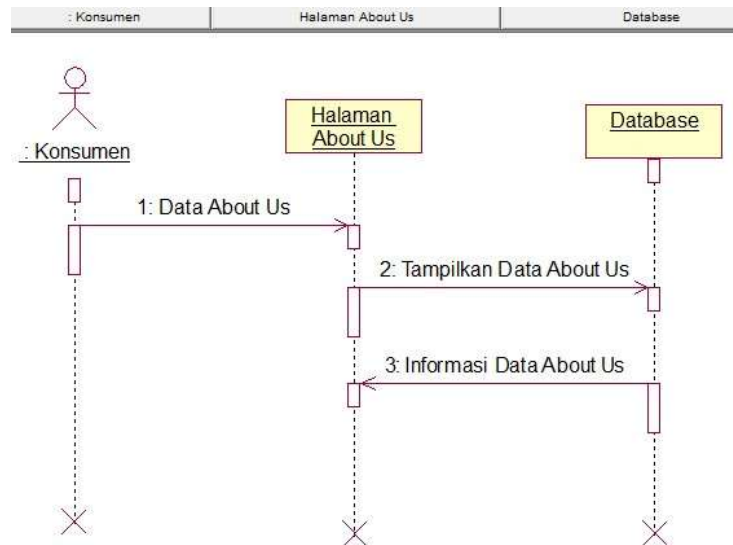 : Konsumen
Halaman About Us
Database
: Konsumen
Halaman
About Us
Database
1: Data About Us
2: Tampilkan Data About Us
3: Informasi Data About Us